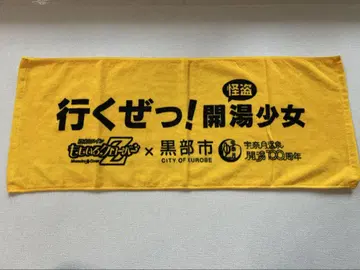 怪盗
行くぜっ!開湯少女
ももいろクローバーZ × 黒部市
CITY OF KUROBE
宇奈月温泉
開湯100周年